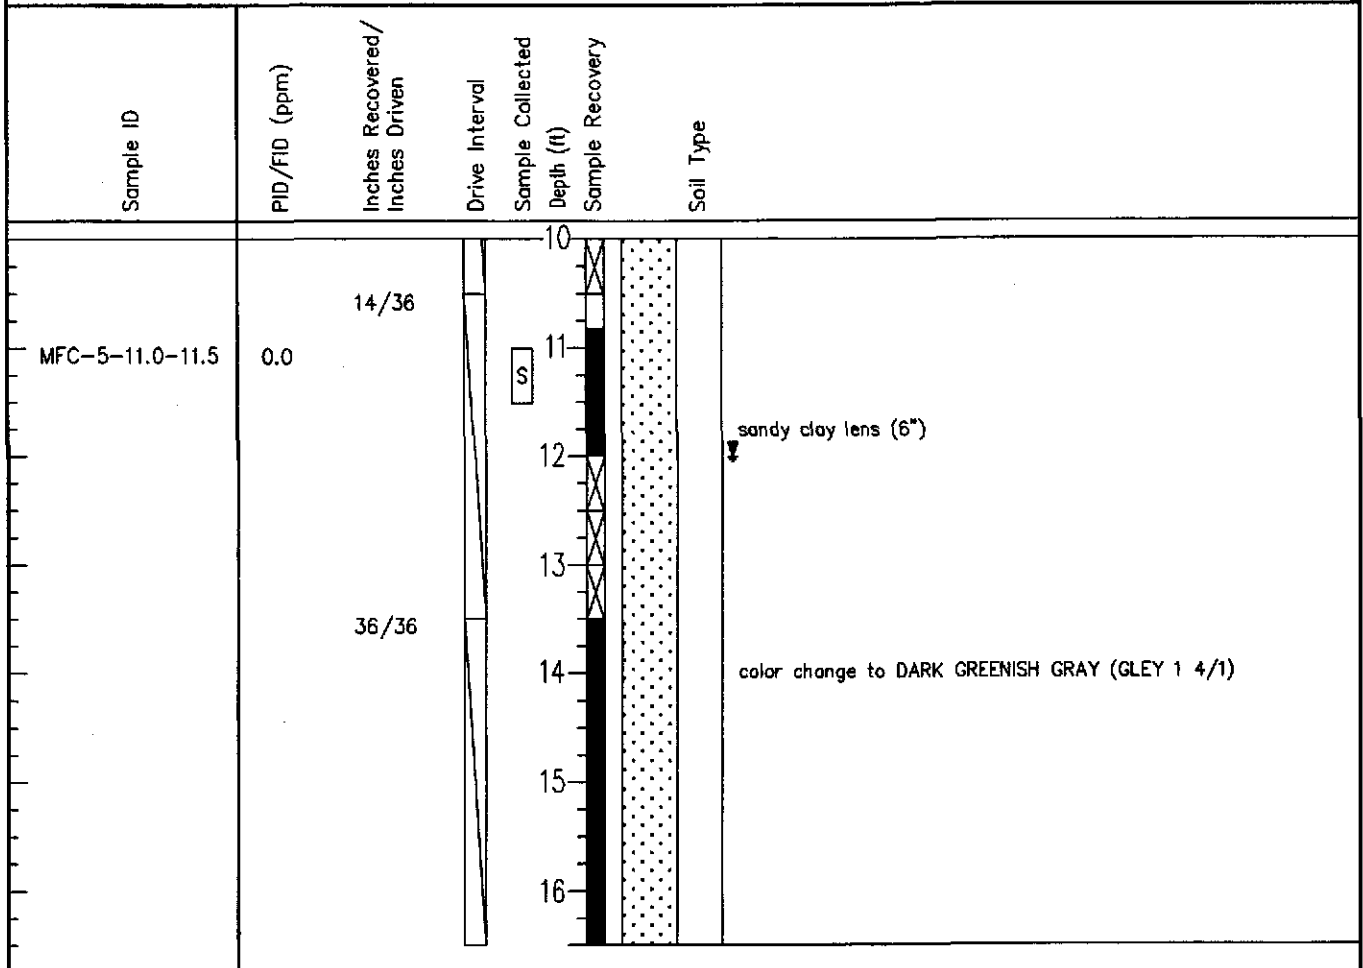 Sample ID
PID/FID (ppm)
Inches Recovered/
Inches Driven
Drive Interval
Sample Collected
Depth (ft)
Sample Recovery
Soil Type
10
14/36
MFC-5-11.0-11.5
0.0
S
11
sandy clay lens (6")
12
13
36/36
14
color change to DARK GREENISH GRAY (GLEY 1 4/1)
15
16